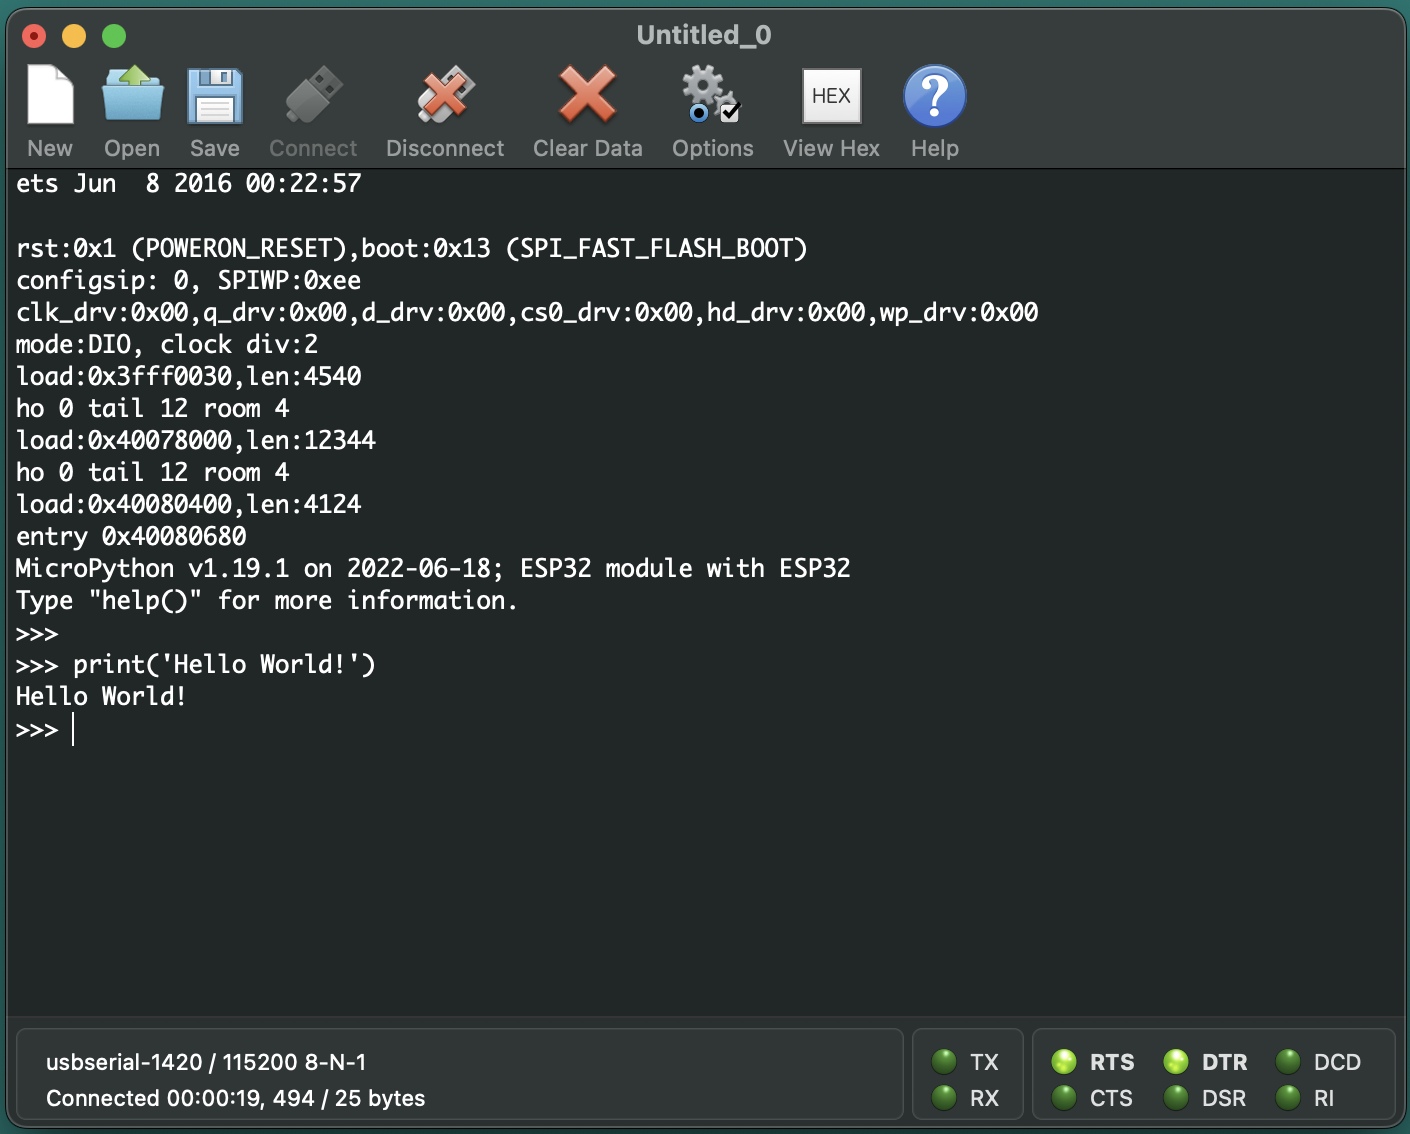 Untitled_0
New Open Save Connect Disconnect Clear Data Options HEX View Hex ? Help
ets Jun  8 2016 00:22:57
rst:0x1 (POWERON_RESET),boot:0x13 (SPI_FAST_FLASH_BOOT)
configsip: 0, SPIWP:0xee
clk_drv:0x00,q_drv:0x00,d_drv:0x00,cs0_drv:0x00,hd_drv:0x00,wp_drv:0x00
mode:DIO, clock div:2
load:0x3fff0030,len:4540
ho 0 tail 12 room 4
load:0x40078000,len:12344
ho 0 tail 12 room 4
load:0x40080400,len:4124
entry 0x40080680
MicroPython v1.19.1 on 2022-06-18; ESP32 module with ESP32
Type "help()" for more information.
>>>
>>> print('Hello World!')
Hello World!
>>>
usbserial-1420 / 115200 8-N-1
Connected 00:00:19, 494 / 25 bytes
TX RTS DTR DCD
RX CTS DSR RI